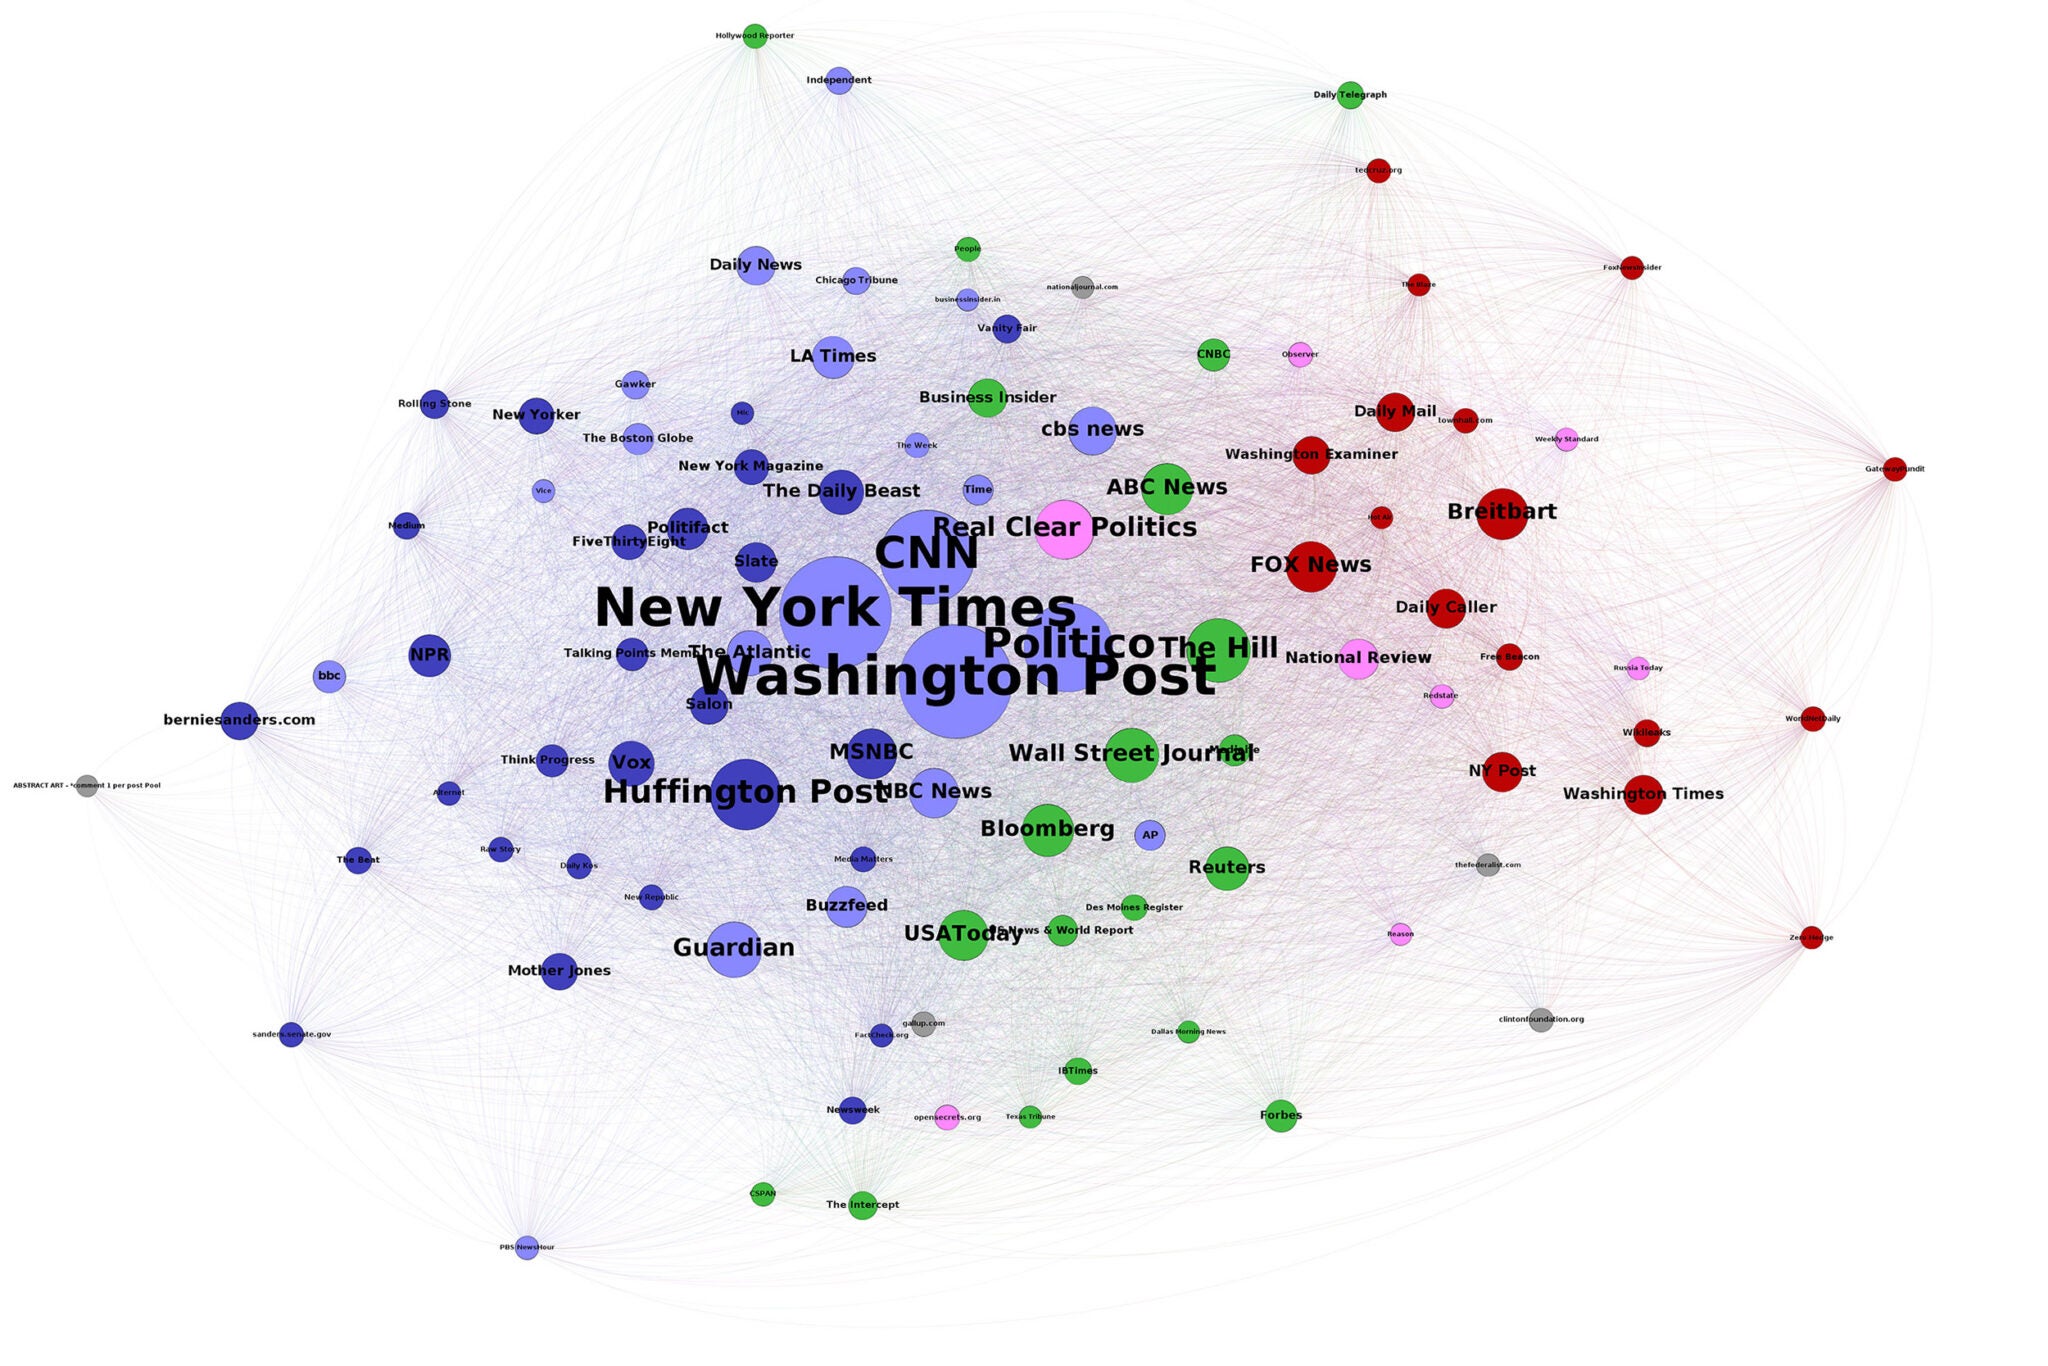 Hollywood Reporter
Independent
Daily Telegraph
tedcruz.org
People
Daily News
FoxNewsInsider
Chicago Tribune
The Blaze
nationaljournal.com
businessinsider.in
Vanity Fair
LA Times
CNBC
Observer
Gawker
Business Insider
Rolling Stone
New Yorker
Mic
Daily Mail
townhall.com
cbs news
The Boston Globe
The Week
Weekly Standard
Washington Examiner
New York Magazine
GatewayPundit
The Daily Beast
Time
ABC News
Vice
Breitbart
Hot Air
Medium
Politifact
Real Clear Politics
FiveThirtyEight
CNN
Slate
FOX News
New York Times
Daily Caller
Politico
The Hill
Talking Points Memo
The Atlantic
NPR
National Review
Free Beacon
Russia Today
bbc
Washington Post
Redstate
Salon
berniesanders.com
WorldNetDaily
Wikileaks
MSNBC
Wall Street Journal
Mediaite
Think Progress
Vox
NY Post
ABSTRACT ART - *comment 1 per post Pool
Huffington Post
NBC News
Alternet
Washington Times
Bloomberg
AP
Raw Story
The Beat
Media Matters
Daily Kos
thefederalist.com
Reuters
New Republic
Buzzfeed
Des Moines Register
US News & World Report
USAToday
Reason
Zero Hedge
Guardian
Mother Jones
clintonfoundation.org
gallup.com
sanders.senate.gov
FactCheck.org
Dallas Morning News
IBTimes
Newsweek
opensecrets.org
Texas Tribune
Forbes
CSPAN
The Intercept
PBS NewsHour